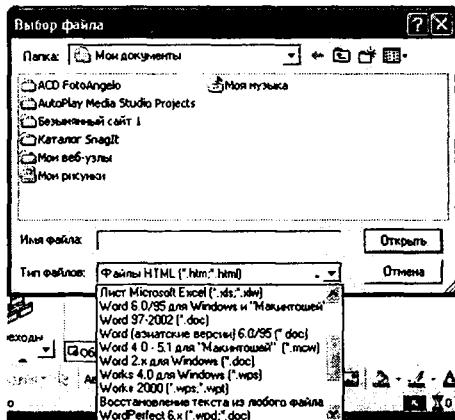 Выбор файла
Папка: Мои документы
ACD FotoAngelo
Моя музыка
AutoPlay Media Studio Projects
Безымянный сайт 1
Каталог SnagIt
Мои веб-узлы
Мои рисунки
Имя файла:
Открыть
Тип файлов: Файлы HTML (*.htm;*.html)
Отмена
Лист Microsoft Excel (*.xls;*.xlw)
Word 6.0/95 для Windows и "Макинтошей"
Word 97-2002 (*.doc)
Word (азиатские версии) 6.0/95 (*.doc)
Word 4.0 - 5.1 для "Макинтошей" (*.mcw)
Word 2.x для Windows (*.doc)
Works 4.0 для Windows (*.wps)
Works 2000 (*.wps;*.wpt)
Восстановление текста из любого файла
WordPerfect 6.x (*.wpd;*.doc)